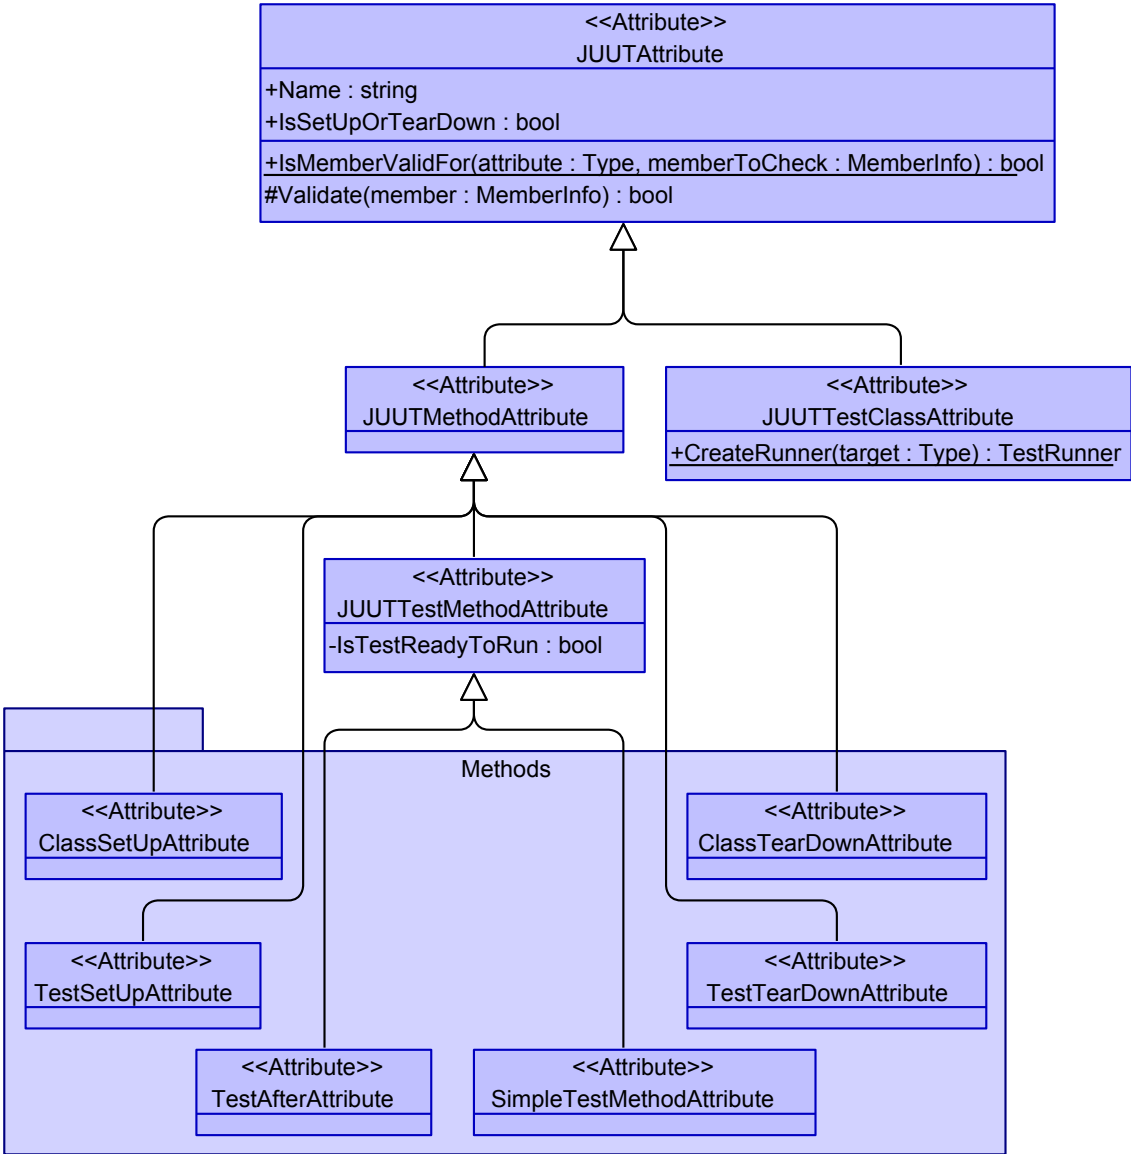 <<Attribute>>
JUUTAttribute
+Name : string
+IsSetUpOrTearDown : bool
+IsMemberValidFor(attribute : Type, memberToCheck : MemberInfo) : bool
#Validate(member : MemberInfo) : bool
<<Attribute>>
JUUTMethodAttribute
<<Attribute>>
JUUTTestClassAttribute
+CreateRunner(target : Type) : TestRunner
<<Attribute>>
JUUTTestMethodAttribute
-IsTestReadyToRun : bool
Methods
<<Attribute>>
ClassSetUpAttribute
<<Attribute>>
ClassTearDownAttribute
<<Attribute>>
TestSetUpAttribute
<<Attribute>>
TestTearDownAttribute
<<Attribute>>
TestAfterAttribute
<<Attribute>>
SimpleTestMethodAttribute